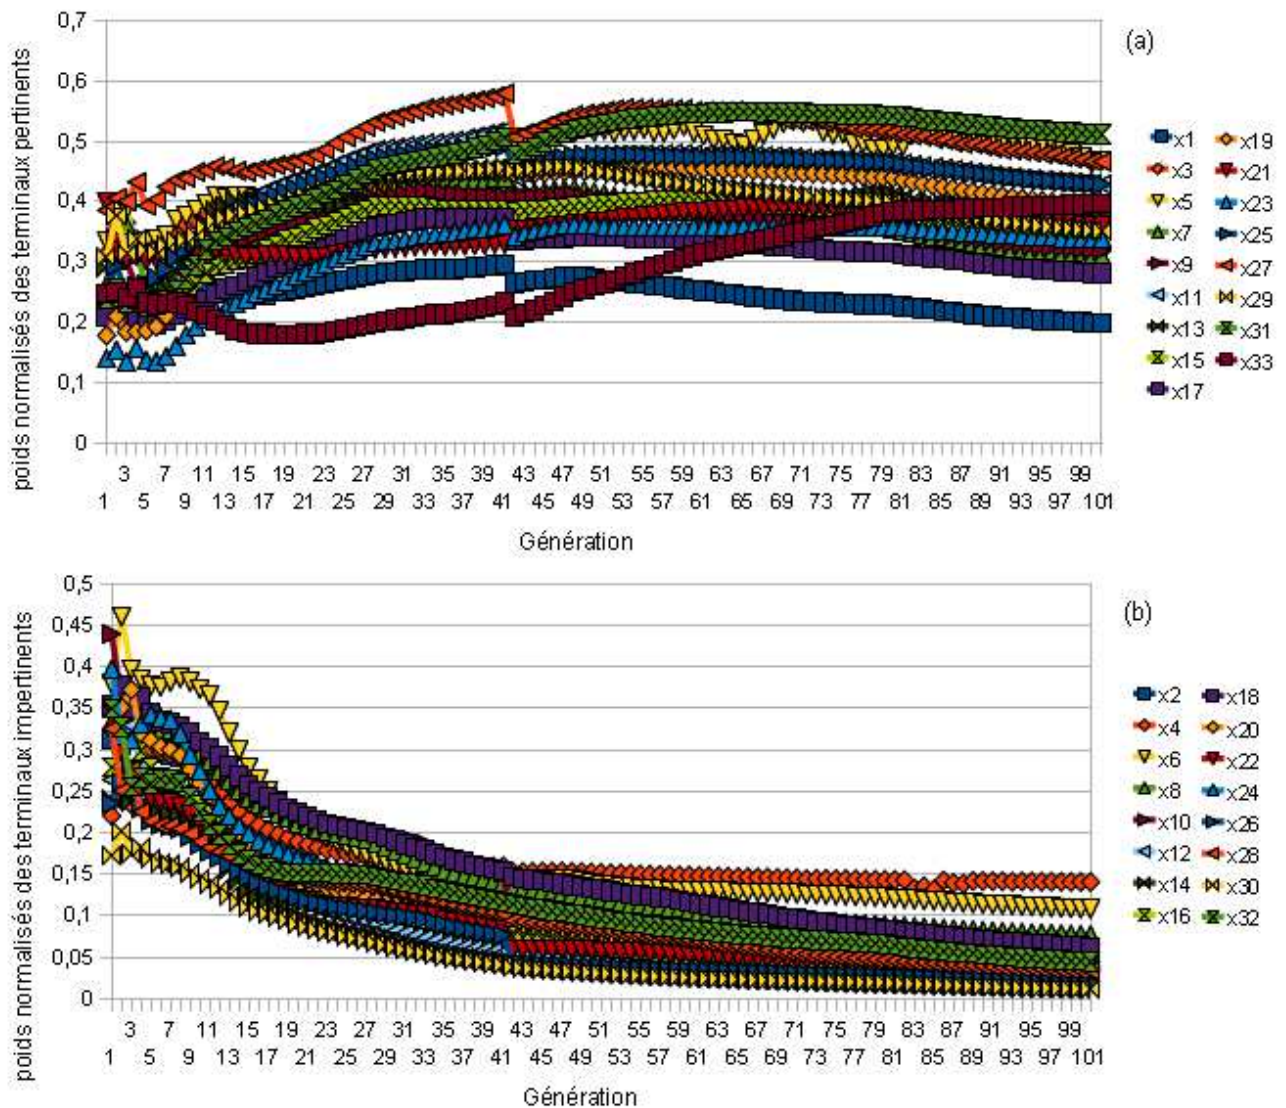 (a)
poids normalisés des terminaux pertinents
0,7
0,6
0,5
0,4
0,3
0,2
0,1
0
3 7 11 15 19 23 27 31 35 39 43 47 51 55 59 63 67 71 75 79 83 87 91 95 99
1 5 9 13 17 21 25 29 33 37 41 45 49 53 57 61 65 69 73 77 81 85 89 93 97 101
Génération
x1 x19
x3 x21
x5 x23
x7 x25
x9 x27
x11 x29
x13 x31
x15 x33
x17
(b)
poids normalisés des terminaux impertinents
0,5
0,45
0,4
0,35
0,3
0,25
0,2
0,15
0,1
0,05
0
3 7 11 15 19 23 27 31 35 39 43 47 51 55 59 63 67 71 75 79 83 87 91 95 99
1 5 9 13 17 21 25 29 33 37 41 45 49 53 57 61 65 69 73 77 81 85 89 93 97 101
Génération
x2 x18
x4 x20
x6 x22
x8 x24
x10 x26
x12 x28
x14 x30
x16 x32